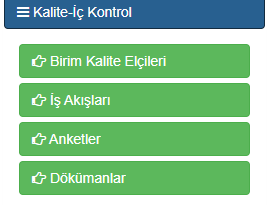 Kalite-İç Kontrol
Birim Kalite Elçileri
İş Akışları
Anketler
Dökümanlar